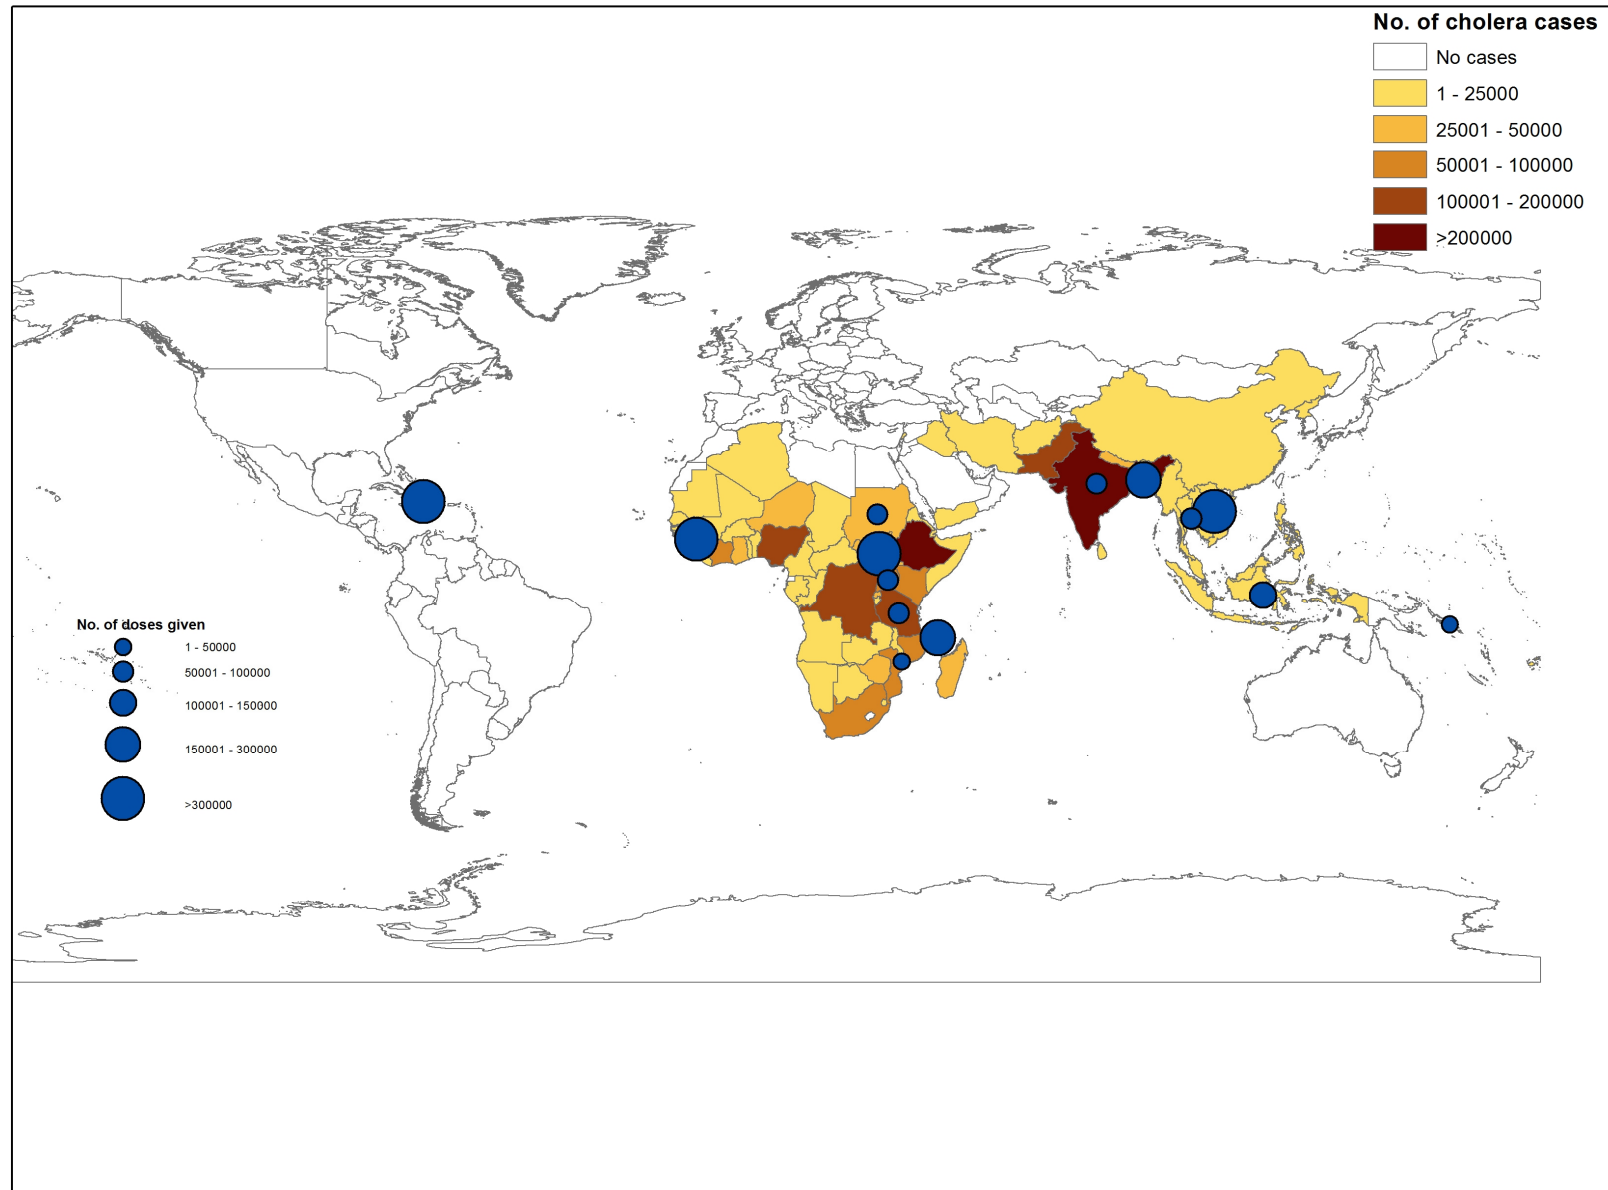 No. of cholera cases
No cases
1 - 25000
25001 - 50000
50001 - 100000
100001 - 200000
>200000
No. of doses given
1 - 50000
50001 - 100000
100001 - 150000
150001 - 300000
>300000